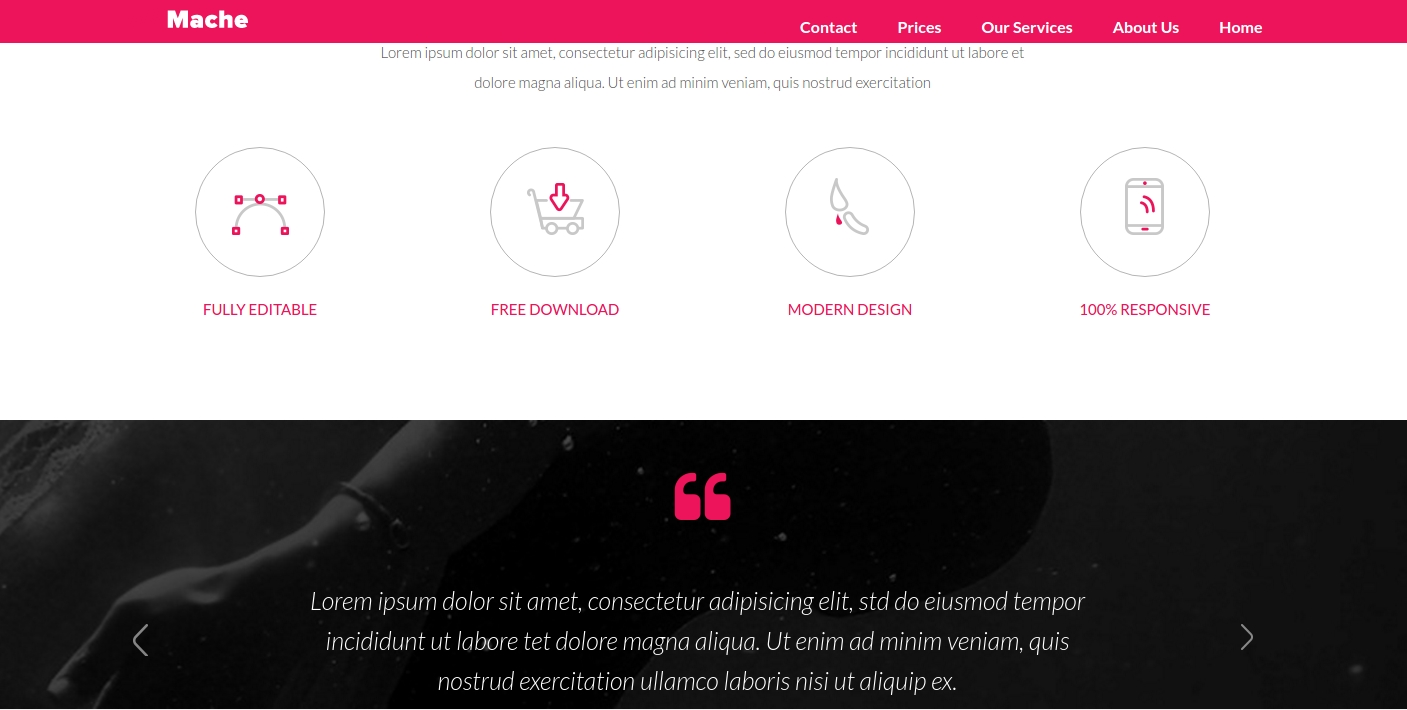 Mache
Contact
Prices
Our Services
About Us
Home
Lorem ipsum dolor sit amet, consectetur adipisicing elit, sed do eiusmod tempor incididunt ut labore et
dolore magna aliqua. Ut enim ad minim veniam, quis nostrud exercitation
FULLY EDITABLE
FREE DOWNLOAD
MODERN DESIGN
100% RESPONSIVE
“
Lorem ipsum dolor sit amet, consectetur adipisicing elit, std do eiusmod tempor
incididunt ut labore tet dolore magna aliqua. Ut enim ad minim veniam, quis
nostrud exercitation ullamco laboris nisi ut aliquip ex.